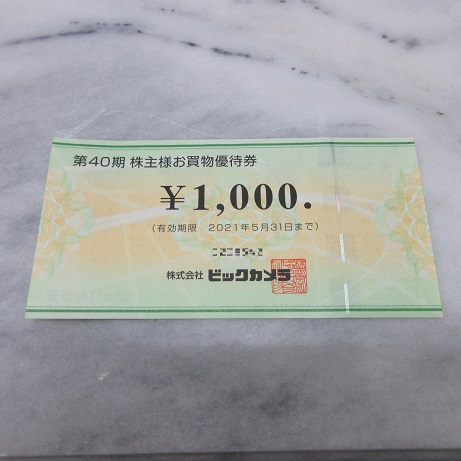 第40期 株主様お買物優待券
¥1,000.
(有効期限 2021年5月31日まで)
株式会社 ビックカメラ